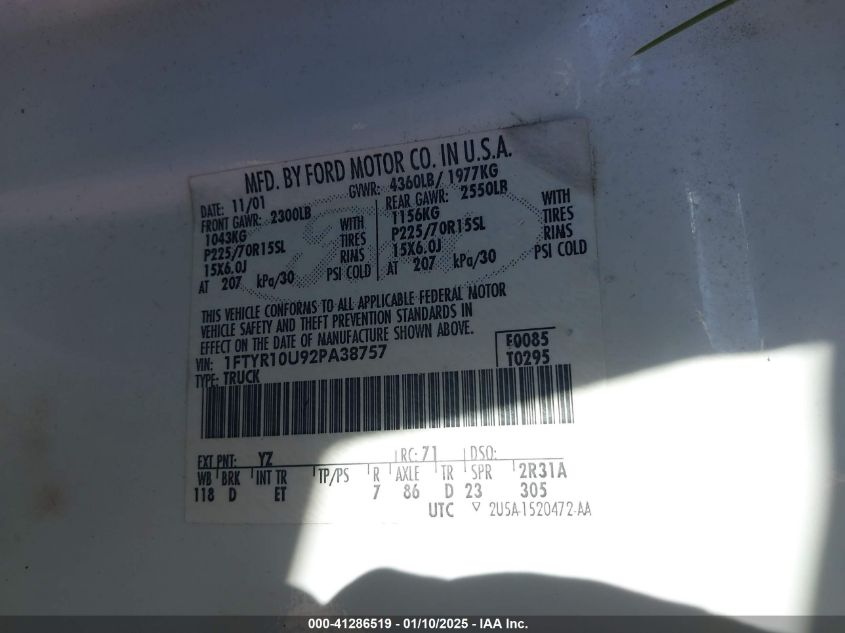 MFD. BY FORD MOTOR CO. IN U.S.A.
DATE: 11/01 GVWR: 4360LB/ 1977KG
FRONT GAWR: 2300LB REAR GAWR: 2550LB
1043KG WITH 1156KG WITH
P225/70R15SL TIRES P225/70R15SL TIRES
15X6.0J RIMS 15X6.0J RIMS
AT 207 kPa/30 PSI COLD AT 207 kPa/30 PSI COLD
THIS VEHICLE CONFORMS TO ALL APPLICABLE FEDERAL MOTOR
VEHICLE SAFETY AND THEFT PREVENTION STANDARDS IN
EFFECT ON THE DATE OF MANUFACTURE SHOWN ABOVE.
VIN: 1FTYR10U92PA38757 F0085
TYPE: TRUCK T0295
EXT PNT: YZ RC: 71 DSO:
WB BRK INT TR TP/PS R AXLE TR SPR 2R31A
118 D ET 7 86 D 23 305
UTC ▽ 2U5A-1520472-AA
000-41286519 - 01/10/2025 - IAA Inc.